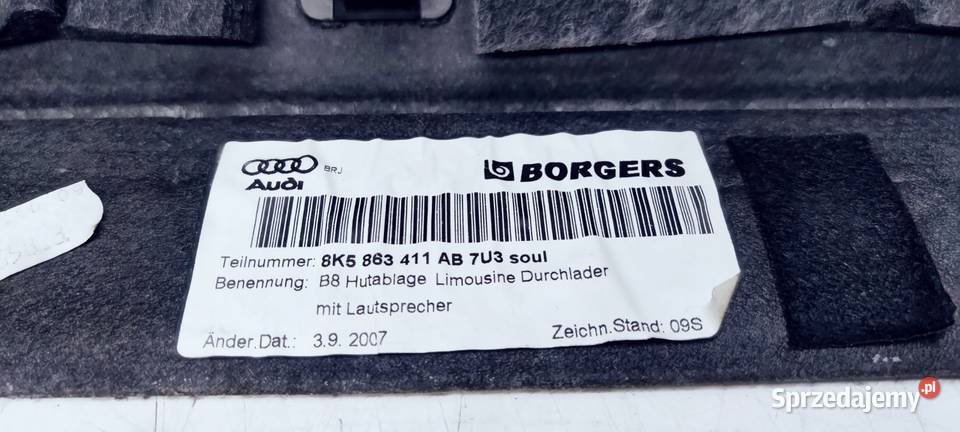 BRJ
Audi
BORGERS
Teilnummer: 8K5 863 411 AB 7U3 soul
Benennung: B8 Hutablage Limousine Durchlader
mit Lautsprecher
Änder.Dat.: 3.9. 2007 Zeichn.Stand: 09S
Sprzedajemy.pl